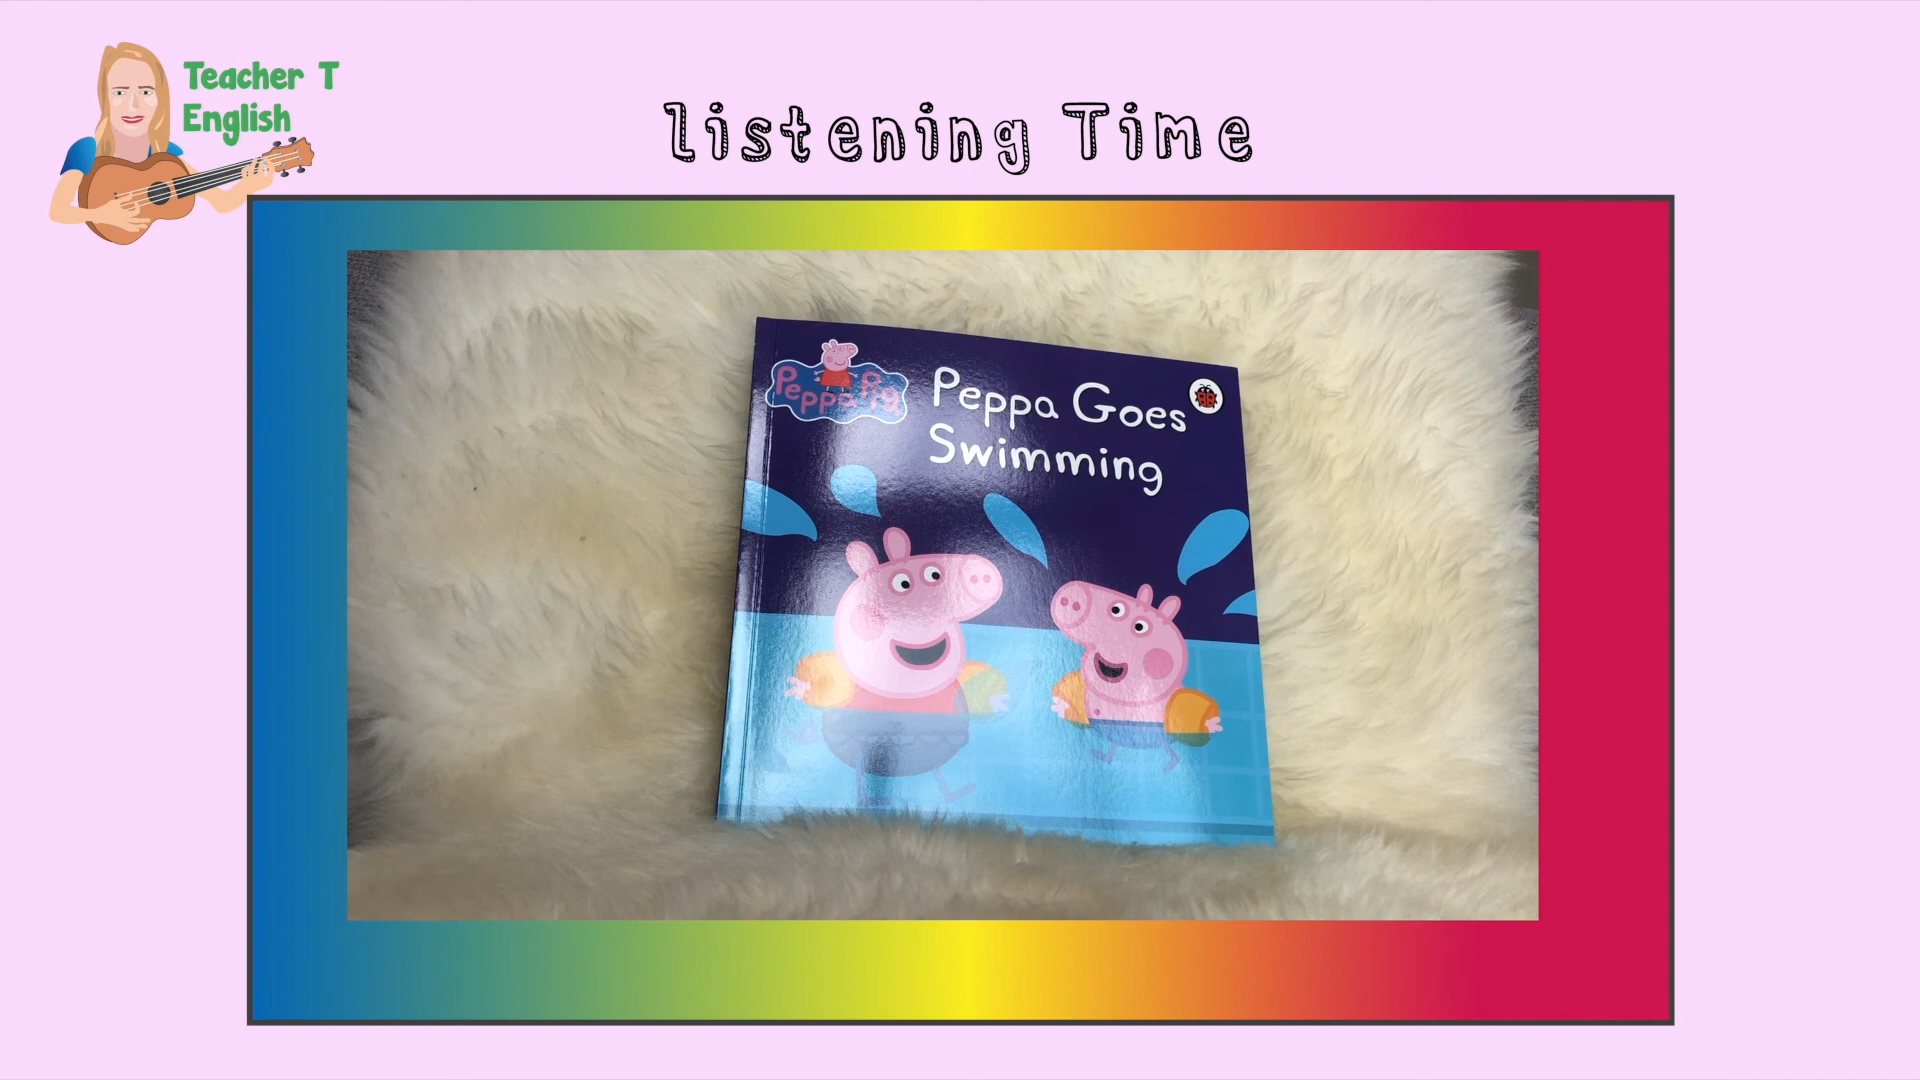 Teacher T
English
Listening Time
Peppa Pig
Peppa Goes
Swimming